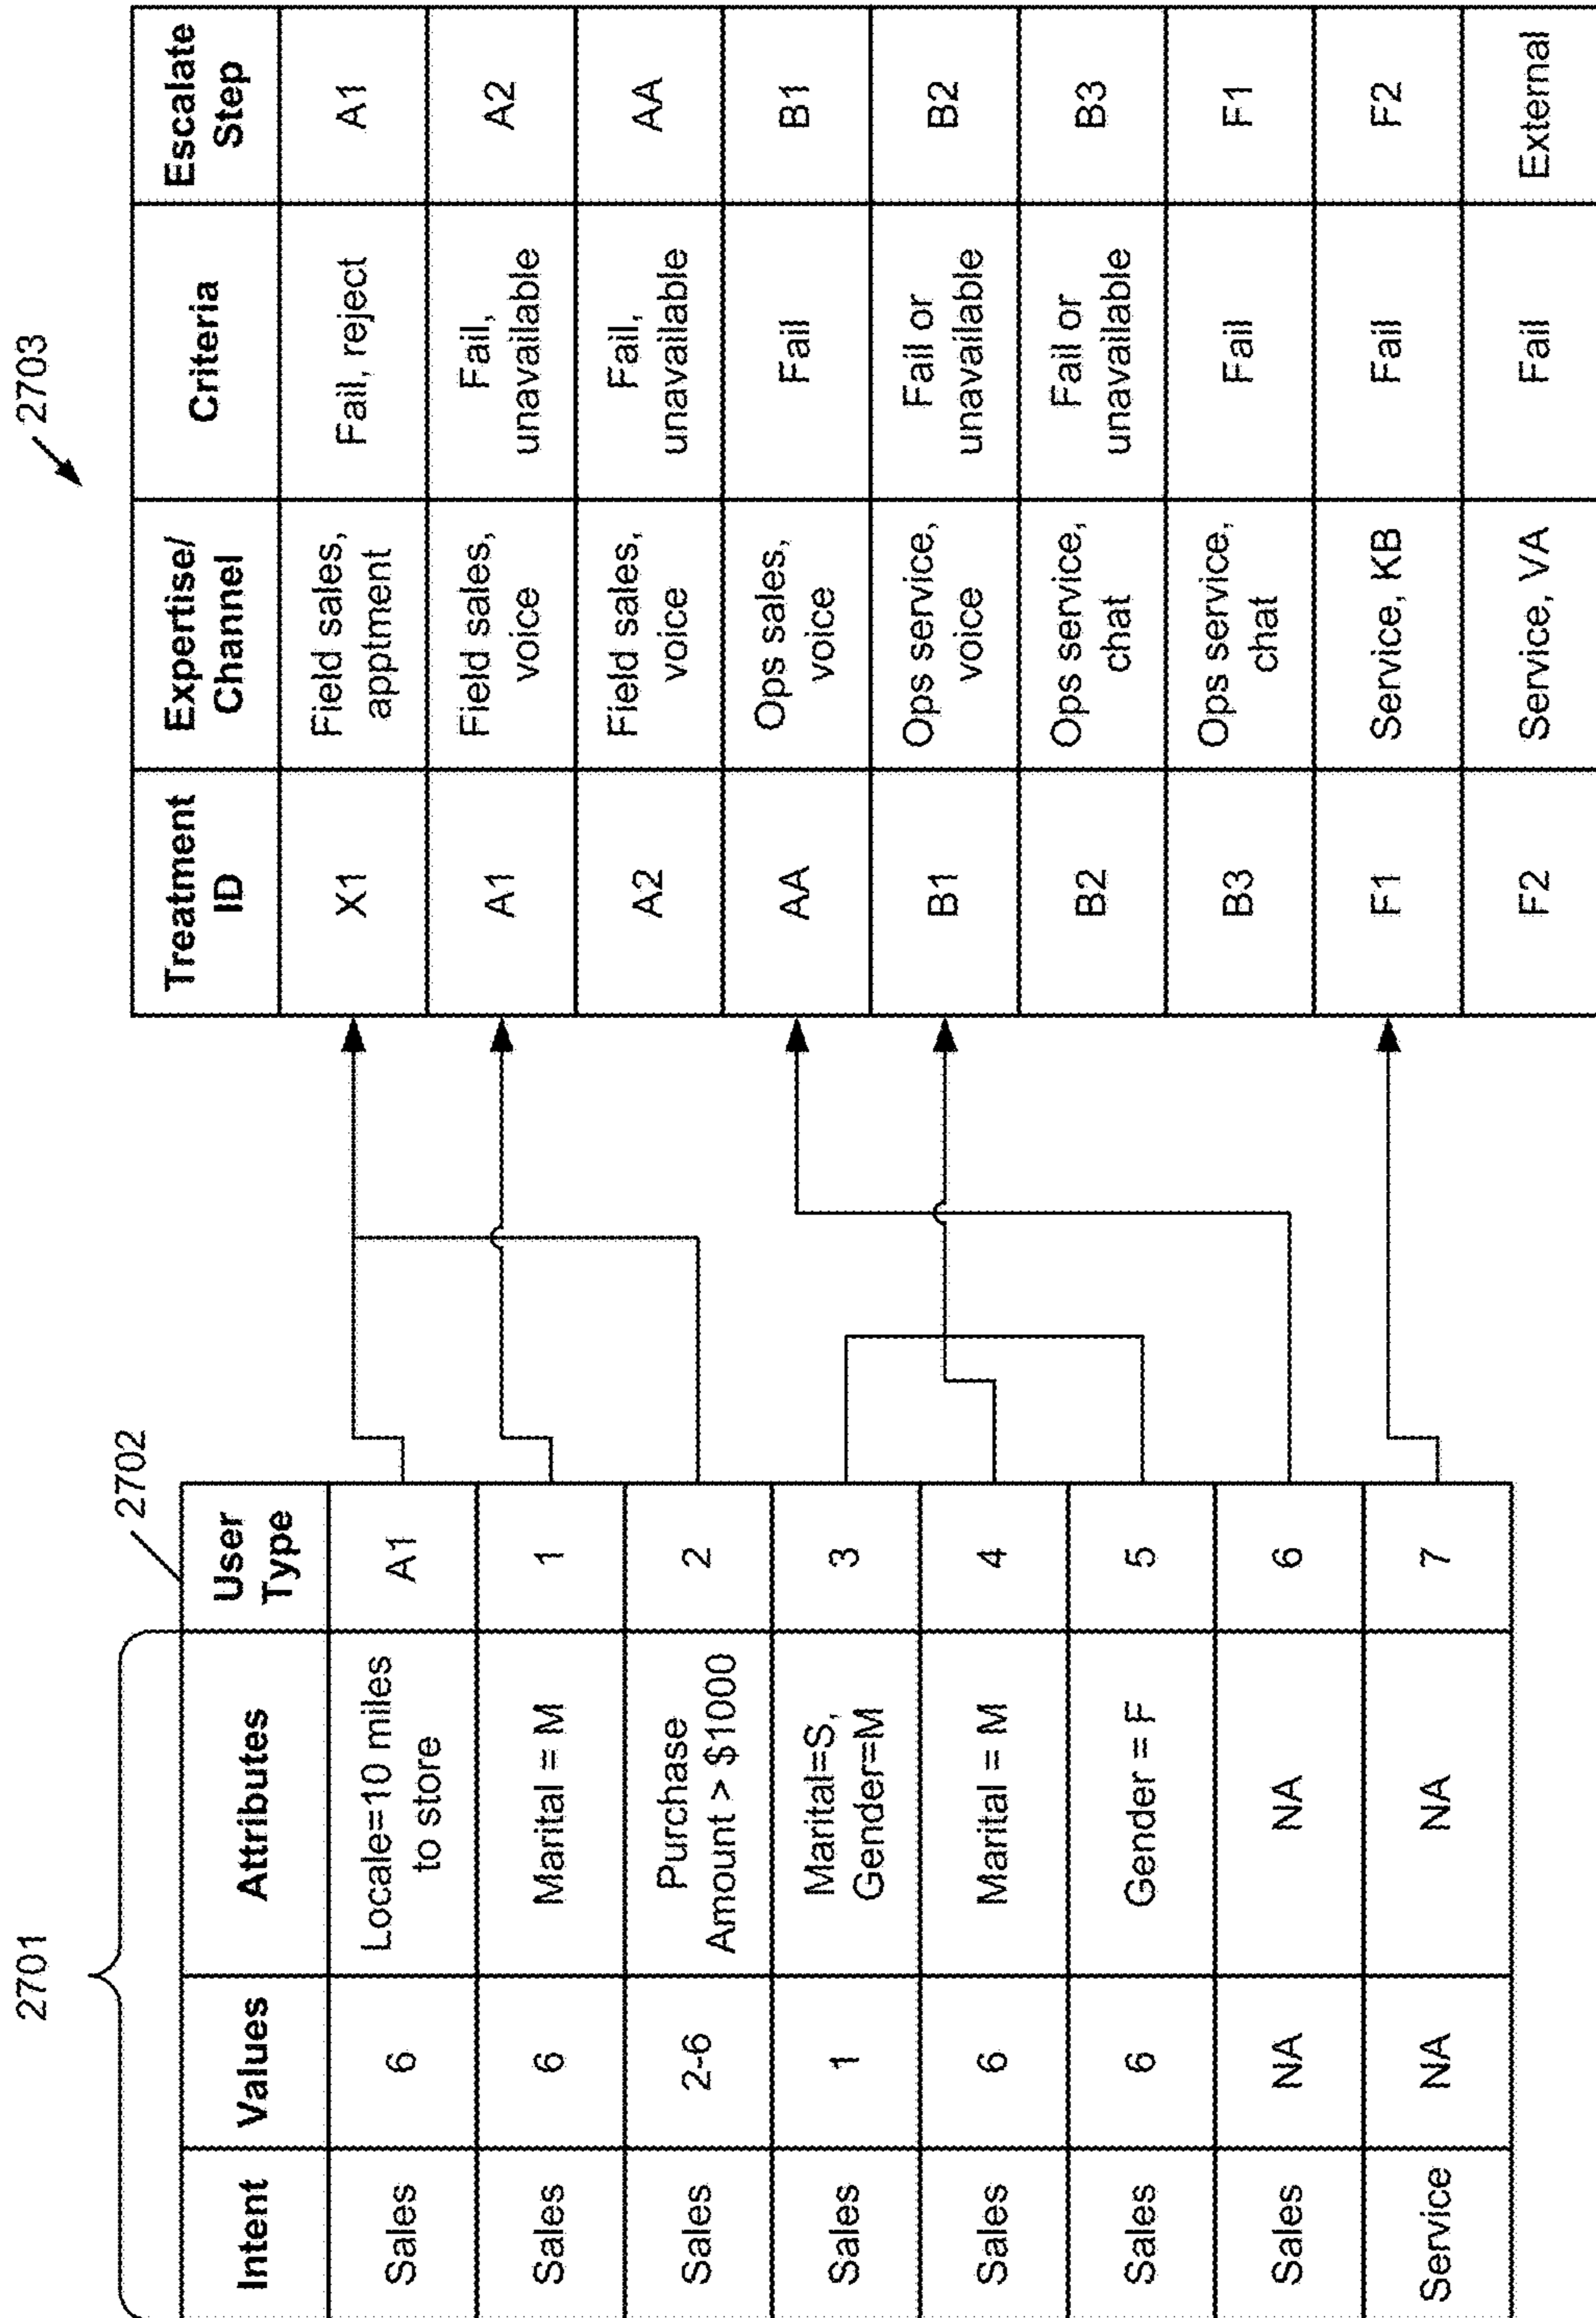 2701
2702
2703
Intent Values Attributes User
Type
Sales 6 Locale=10 miles
to store A1
Sales 6 Marital = M 1
Sales 2-6 Purchase
Amount > $1000 2
Sales 1 Marital=S,
Gender=M 3
Sales 6 Marital = M 4
Sales 6 Gender = F 5
Sales NA NA 6
Service NA NA 7
Treatment
ID Expertise/
Channel Criteria Escalate
Step
X1 Field sales,
apptment Fail, reject A1
A1 Field sales,
voice Fail,
unavailable A2
A2 Field sales,
voice Fail,
unavailable AA
AA Ops sales,
voice Fail B1
B1 Ops service,
voice Fail or
unavailable B2
B2 Ops service,
chat Fail or
unavailable B3
B3 Ops service,
chat Fail F1
F1 Service, KB Fail F2
F2 Service, VA Fail External